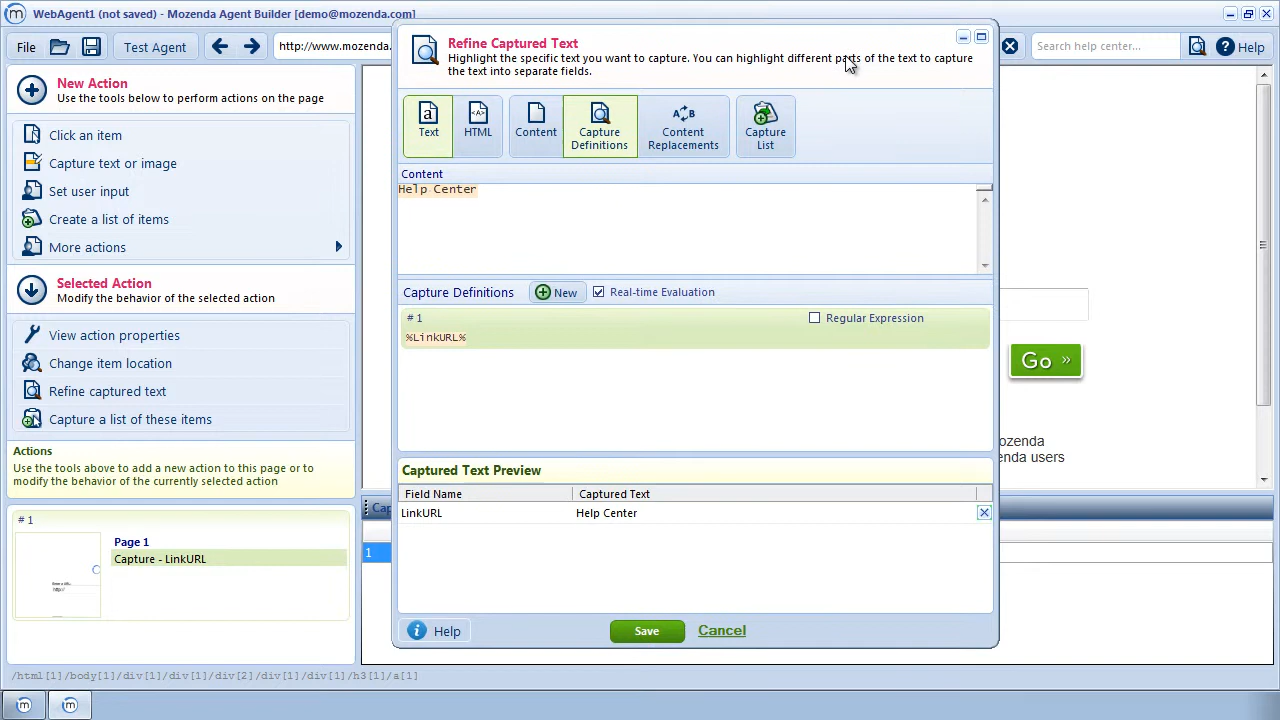 WebAgent1 (not saved) - Mozenda Agent Builder [demo@mozenda.com]
File
Test Agent
http://www.mozenda.
Search help center...
Help
New Action
Use the tools below to perform actions on the page
Click an item
Capture text or image
Set user input
Create a list of items
More actions
Selected Action
Modify the behavior of the selected action
View action properties
Change item location
Refine captured text
Capture a list of these items
Actions
Use the tools above to add a new action to this page or to
modify the behavior of the currently selected action
# 1
Page 1
Capture - LinkURL
Refine Captured Text
Highlight the specific text you want to capture. You can highlight different parts of the text to capture
the text into separate fields.
a
Text
<A>
HTML
Content
Capture
Definitions
A B
Content
Replacements
Capture
List
Content
Help Center
Capture Definitions
New
Real-time Evaluation
# 1
Regular Expression
%LinkURL%
Captured Text Preview
Field Name
Captured Text
LinkURL
Help Center
Help
Save
Cancel
Go »
zenda
enda users
Cap
1
/html[1]/body[1]/div[1]/div[1]/div[2]/div[1]/div[1]/h3[1]/a[1]